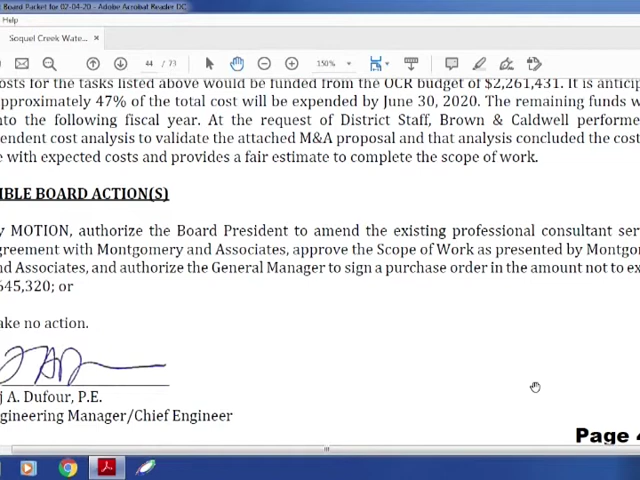 Board Packet for 02-04-20 - Adobe Acrobat Reader DC
Help
Soquel Creek Wate... ×
44 / 73
150%
osts for the tasks listed above would be funded from the OCR budget of $2,261,431. It is anticip
pproximately 47% of the total cost will be expended by June 30, 2020. The remaining funds w
nto the following fiscal year. At the request of District Staff, Brown & Caldwell performe
endent cost analysis to validate the attached M&A proposal and that analysis concluded the cost
e with expected costs and provides a fair estimate to complete the scope of work.
IBLE BOARD ACTION(S)
y MOTION, authorize the Board President to amend the existing professional consultant ser
greement with Montgomery and Associates, approve the Scope of Work as presented by Montgo
nd Associates, and authorize the General Manager to sign a purchase order in the amount not to ex
645,320; or
ake no action.
j A. Dufour, P.E.
ngineering Manager/Chief Engineer
Page 4